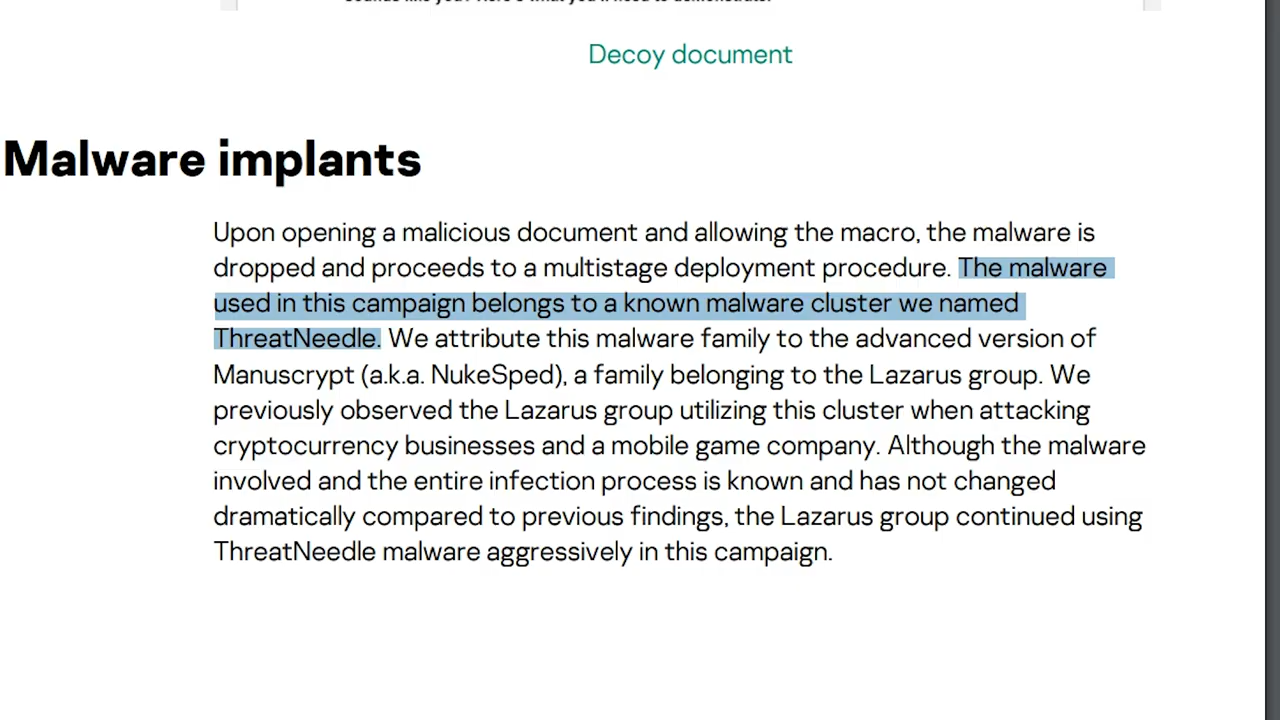 Decoy document
Malware implants
Upon opening a malicious document and allowing the macro, the malware is
dropped and proceeds to a multistage deployment procedure. The malware
used in this campaign belongs to a known malware cluster we named
ThreatNeedle. We attribute this malware family to the advanced version of
Manuscrypt (a.k.a. NukeSped), a family belonging to the Lazarus group. We
previously observed the Lazarus group utilizing this cluster when attacking
cryptocurrency businesses and a mobile game company. Although the malware
involved and the entire infection process is known and has not changed
dramatically compared to previous findings, the Lazarus group continued using
ThreatNeedle malware aggressively in this campaign.